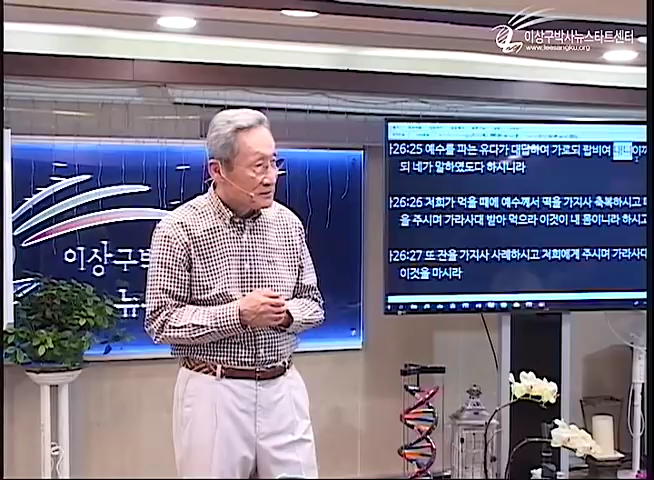 이상구박사뉴스타트센터
www.leesangku.org
26:25 예수를 파는 유다가 대답하여 가로되 랍비여 내니이까
되 네가 말하였도다 하시니라
26:26 저희가 먹을 때에 예수께서 떡을 가지사 축복하시고
을 주시며 가라사대 받아 먹으라 이것이 내 몸이니라 하시고
26:27 또 잔을 가지사 사례하시고 저희에게 주시며 가라사대
이것을 마시라
이상구박
뉴